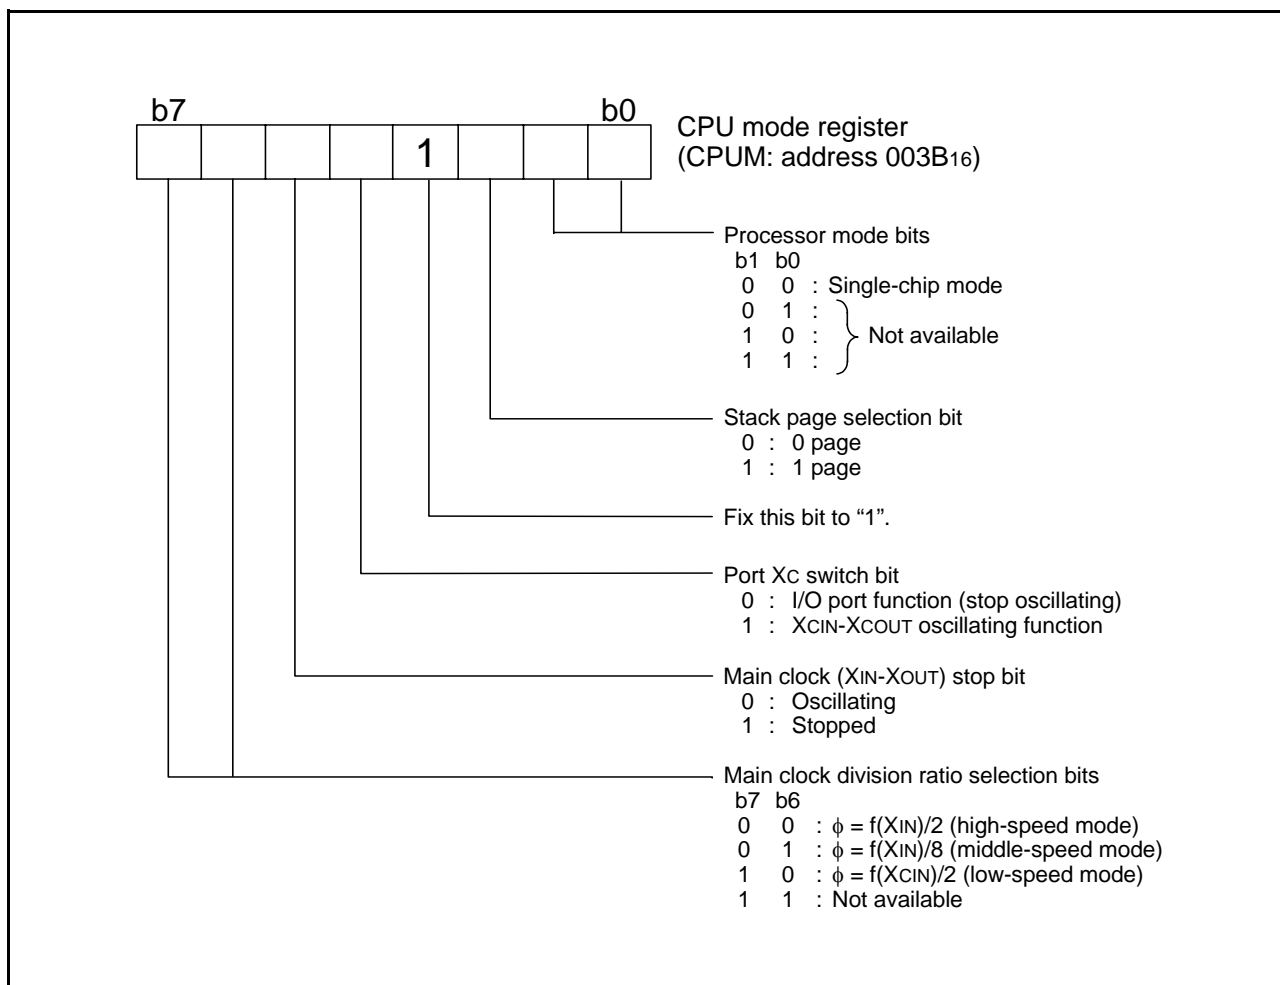 b7 b0
1
CPU mode register
(CPUM: address 003B16)
Processor mode bits
b1 b0
0 0 : Single-chip mode
0 1 :
1 0 : Not available
1 1 :
Stack page selection bit
0 : 0 page
1 : 1 page
Fix this bit to “1”.
Port XC switch bit
0 : I/O port function (stop oscillating)
1 : XCIN-XCOUT oscillating function
Main clock (XIN-XOUT) stop bit
0 : Oscillating
1 : Stopped
Main clock division ratio selection bits
b7 b6
0 0 : ϕ = f(XIN)/2 (high-speed mode)
0 1 : ϕ = f(XIN)/8 (middle-speed mode)
1 0 : ϕ = f(XCIN)/2 (low-speed mode)
1 1 : Not available